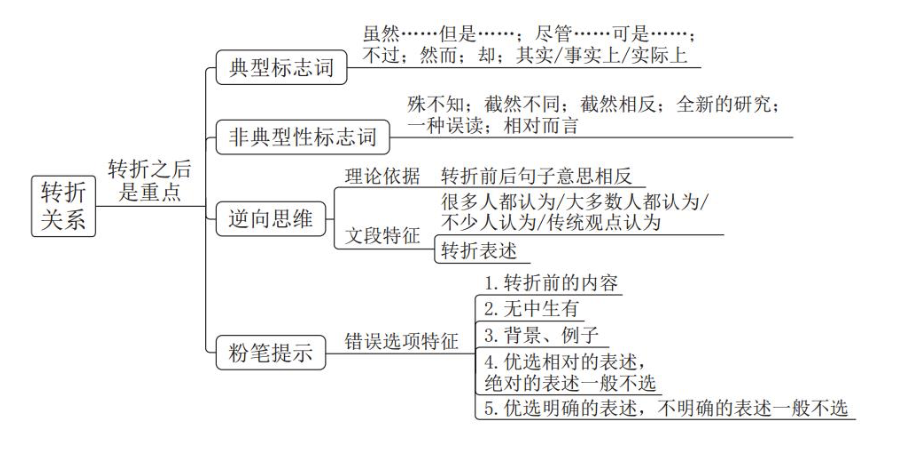 转折关系
转折之后是重点
典型标志词
虽然……但是……；尽管……可是……；
不过；然而；却；其实/事实上/实际上
非典型性标志词
殊不知；截然不同；截然相反；全新的研究；
一种误读；相对而言
逆向思维
理论依据
转折前后句子意思相反
文段特征
很多人都认为/大多数人都认为/
不少人认为/传统观点认为
转折表述
粉笔提示
错误选项特征
1.转折前的内容
2.无中生有
3.背景、例子
4.优选相对的表述，
绝对的表述一般不选
5.优选明确的表述，不明确的表述一般不选